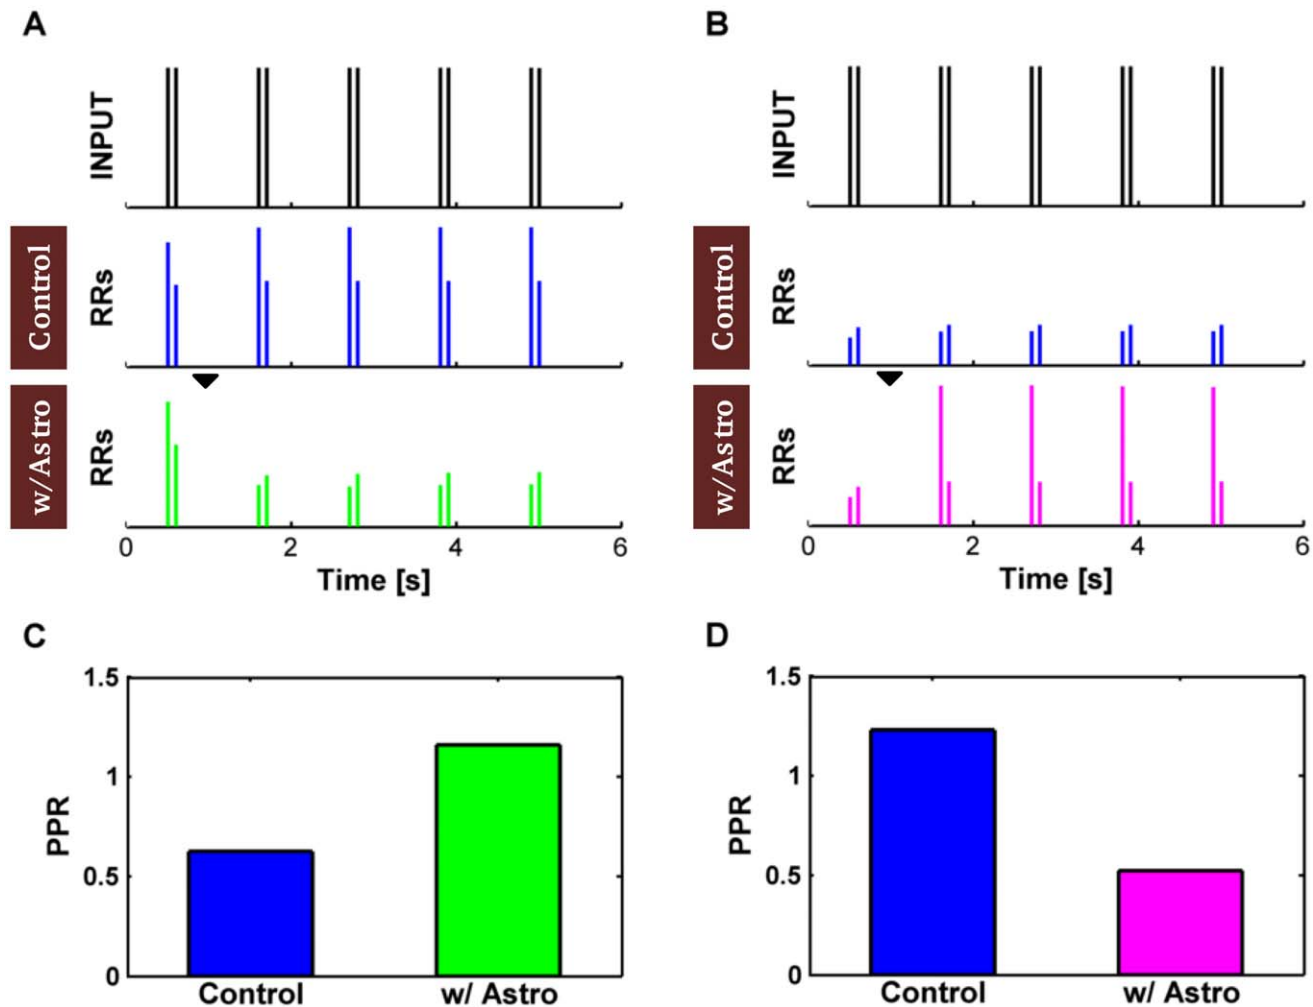 A
INPUT
Control
RRs
w/Astro
RRs
0 2 4 6
Time [s]
B
INPUT
Control
RRs
w/Astro
RRs
0 2 4 6
Time [s]
C
PPR
1.5
1
0.5
0
Control w/ Astro
D
PPR
1.5
1
0.5
0
Control w/ Astro